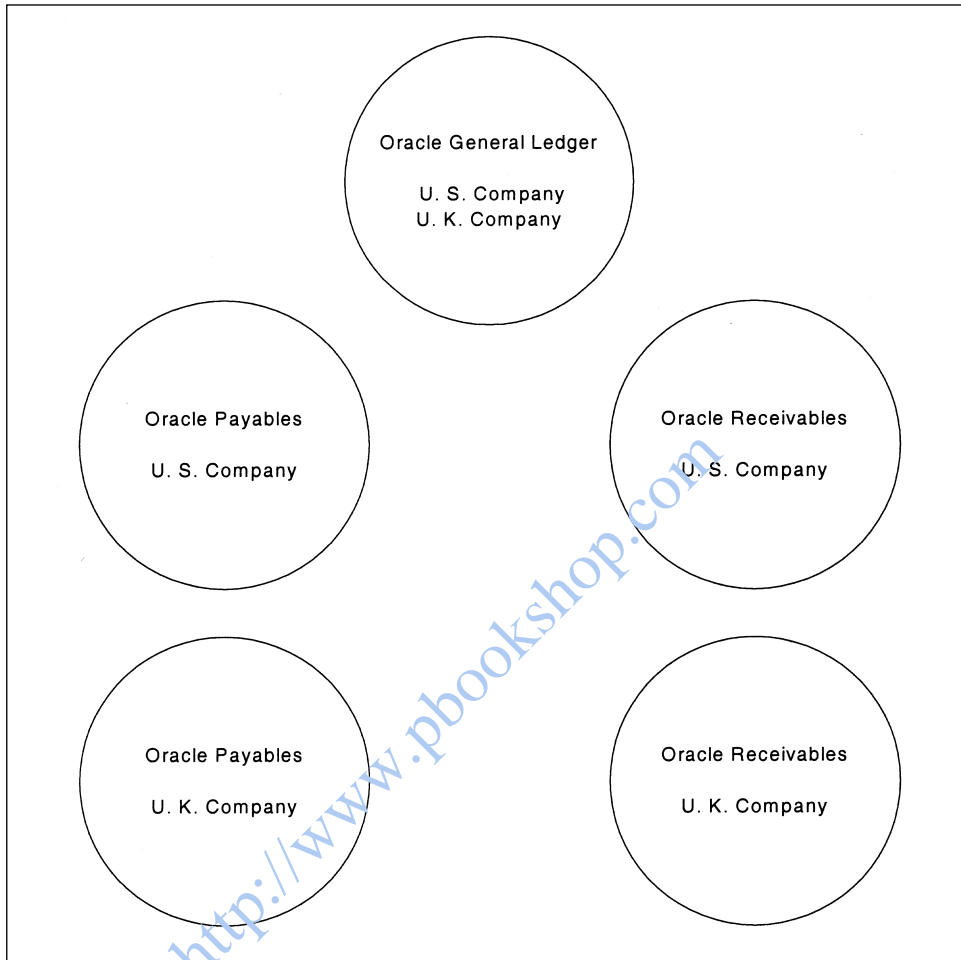 Oracle General Ledger
U. S. Company
U. K. Company
Oracle Payables
U. S. Company
Oracle Receivables
U. S. Company
Oracle Payables
U. K. Company
Oracle Receivables
U. K. Company
http://www.pbookshop.com